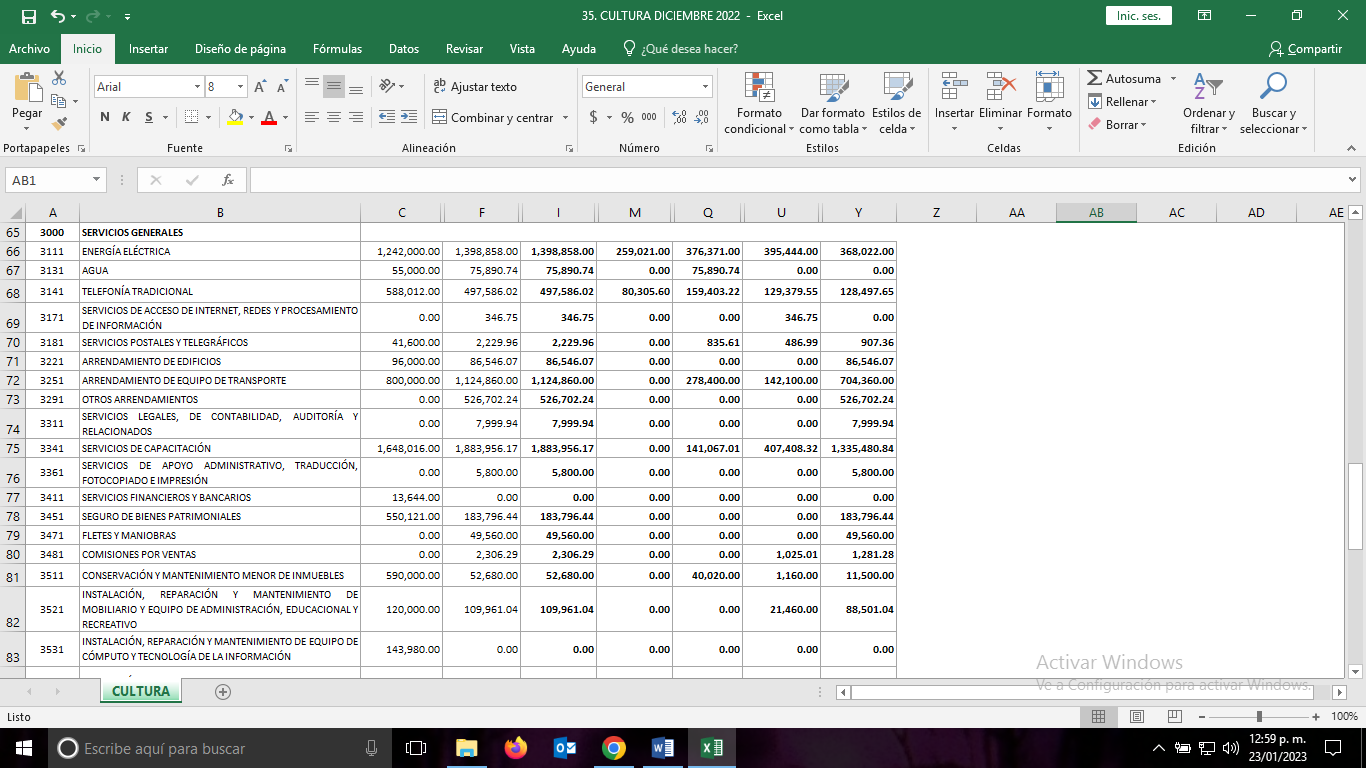 35. CULTURA DICIEMBRE 2022 - Excel
Inic. ses.
Archivo Inicio Insertar Diseño de página Fórmulas Datos Revisar Vista Ayuda ¿Qué desea hacer? Compartir
Pegar
Arial 8
N K S
Ajustar texto
Combinar y centrar
General
$ % 000
Formato condicional
Dar formato como tabla
Estilos de celda
Insertar Eliminar Formato
Autosuma
Rellenar
Borrar
Ordenar y filtrar
Buscar y seleccionar
Portapapeles Fuente Alineación Número Estilos Celdas Edición
AB1 fx
A B C F I M Q U Y Z AA AB AC AD AE
65 3000 SERVICIOS GENERALES
66 3111 ENERGÍA ELÉCTRICA 1,242,000.00 1,398,858.00 1,398,858.00 259,021.00 376,371.00 395,444.00 368,022.00
67 3131 AGUA 55,000.00 75,890.74 75,890.74 0.00 75,890.74 0.00 0.00
68 3141 TELEFONÍA TRADICIONAL 588,012.00 497,586.02 497,586.02 80,305.60 159,403.22 129,379.55 128,497.65
69 3171 SERVICIOS DE ACCESO DE INTERNET, REDES Y PROCESAMIENTO DE INFORMACIÓN 0.00 346.75 346.75 0.00 0.00 346.75 0.00
70 3181 SERVICIOS POSTALES Y TELEGRÁFICOS 41,600.00 2,229.96 2,229.96 0.00 835.61 486.99 907.36
71 3221 ARRENDAMIENTO DE EDIFICIOS 96,000.00 86,546.07 86,546.07 0.00 0.00 0.00 86,546.07
72 3251 ARRENDAMIENTO DE EQUIPO DE TRANSPORTE 800,000.00 1,124,860.00 1,124,860.00 0.00 278,400.00 142,100.00 704,360.00
73 3291 OTROS ARRENDAMIENTOS 0.00 526,702.24 526,702.24 0.00 0.00 0.00 526,702.24
74 3311 SERVICIOS LEGALES, DE CONTABILIDAD, AUDITORÍA Y RELACIONADOS 0.00 7,999.94 7,999.94 0.00 0.00 0.00 7,999.94
75 3341 SERVICIOS DE CAPACITACIÓN 1,648,016.00 1,883,956.17 1,883,956.17 0.00 141,067.01 407,408.32 1,335,480.84
76 3361 SERVICIOS DE APOYO ADMINISTRATIVO, TRADUCCIÓN, FOTOCOPIADO E IMPRESIÓN 0.00 5,800.00 5,800.00 0.00 0.00 0.00 5,800.00
77 3411 SERVICIOS FINANCIEROS Y BANCARIOS 13,644.00 0.00 0.00 0.00 0.00 0.00 0.00
78 3451 SEGURO DE BIENES PATRIMONIALES 550,121.00 183,796.44 183,796.44 0.00 0.00 0.00 183,796.44
79 3471 FLETES Y MANIOBRAS 0.00 49,560.00 49,560.00 0.00 0.00 0.00 49,560.00
80 3481 COMISIONES POR VENTAS 0.00 2,306.29 2,306.29 0.00 0.00 1,025.01 1,281.28
81 3511 CONSERVACIÓN Y MANTENIMIENTO MENOR DE INMUEBLES 590,000.00 52,680.00 52,680.00 0.00 40,020.00 1,160.00 11,500.00
82 3521 INSTALACIÓN, REPARACIÓN Y MANTENIMIENTO DE MOBILIARIO Y EQUIPO DE ADMINISTRACIÓN, EDUCACIONAL Y RECREATIVO 120,000.00 109,961.04 109,961.04 0.00 0.00 21,460.00 88,501.04
83 3531 INSTALACIÓN, REPARACIÓN Y MANTENIMIENTO DE EQUIPO DE CÓMPUTO Y TECNOLOGÍA DE LA INFORMACIÓN 143,980.00 0.00 0.00 0.00 0.00 0.00 0.00
Activar Windows
Ve a Configuración para activar Windows.
CULTURA
Listo 100%
Escribe aquí para buscar
12:59 p. m.
23/01/2023